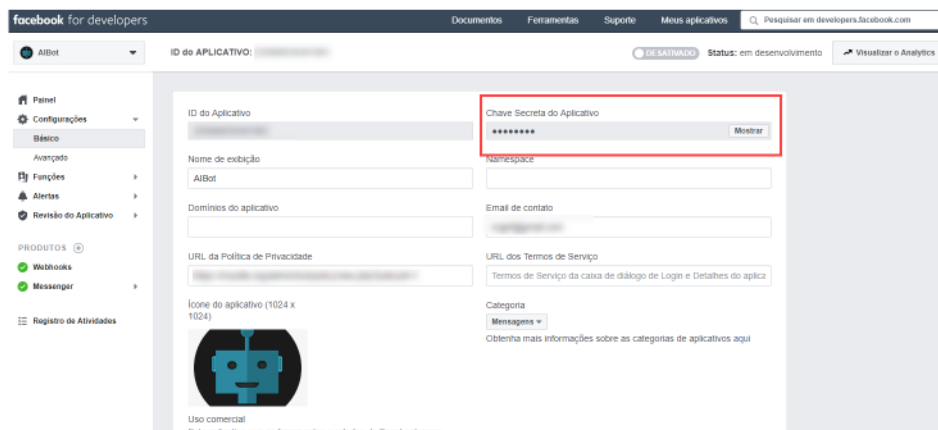 facebook for developers
Documentos Ferramentas Suporte Meus aplicativos Pesquisar em developers.facebook.com
AIBot ID do APLICATIVO: DESATIVADO Status: em desenvolvimento Visualizar o Analytics
Painel
Configurações
Básico
Avançado
Funções
Alertas
Revisão do Aplicativo
PRODUTOS
Webhooks
Messenger
Registro de Atividades
ID do Aplicativo
Chave Secreta do Aplicativo
●●●●●●●● Mostrar
Nome de exibição
AIBot
Namespace
Domínios do aplicativo
Email de contato
URL da Política de Privacidade
URL dos Termos de Serviço
Termos de Serviço da caixa de diálogo de Login e Detalhes do aplica
Ícone do aplicativo (1024 x
1024)
Categoria
Mensagens
Obtenha mais informações sobre as categorias de aplicativos aqui
Uso comercial